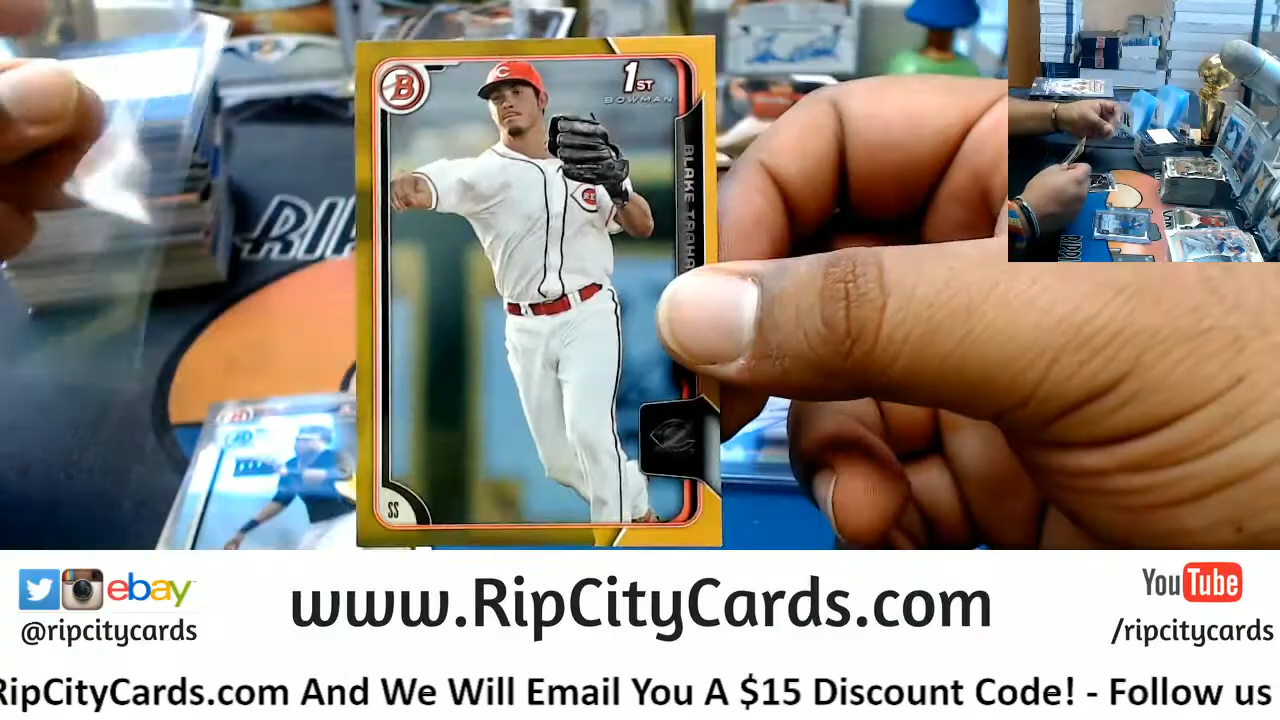 B
1ST
BOWMAN
BLAKE
SS
C
RIP
ebay
@ripcitycards
www.RipCityCards.com
YouTube
/ripcitycards
RipCityCards.com And We Will Email You A $15 Discount Code! - Follow us